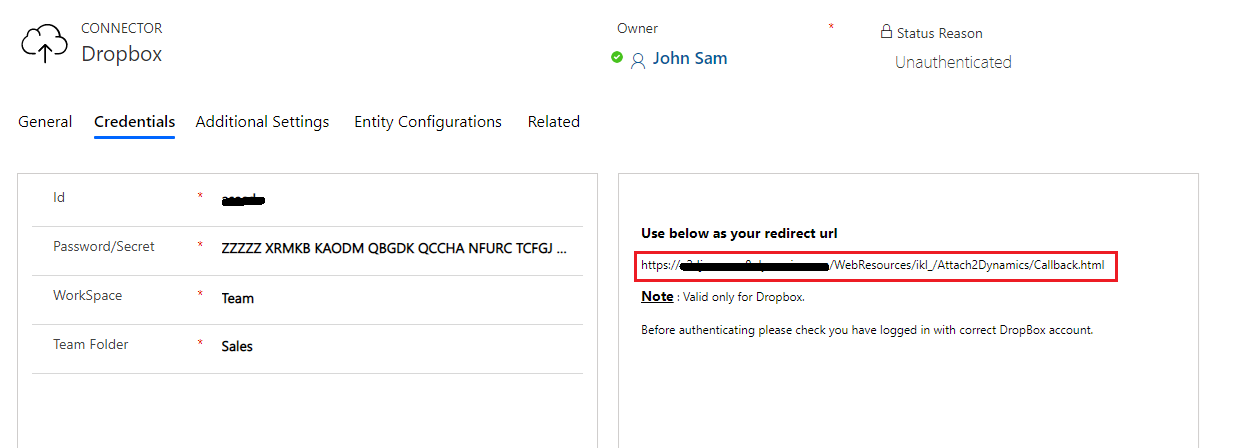 CONNECTOR
Dropbox
Owner *
John Sam
Status Reason
Unauthenticated
General Credentials Additional Settings Entity Configurations Related
Id *
Password/Secret * ZZZZZ XRMKB KAODM QBGDK QCCHA NFURC TCFGJ ...
WorkSpace * Team
Team Folder * Sales
Use below as your redirect url
https:// /WebResources/ikl_/Attach2Dynamics/Callback.html
Note : Valid only for Dropbox.
Before authenticating please check you have logged in with correct DropBox account.